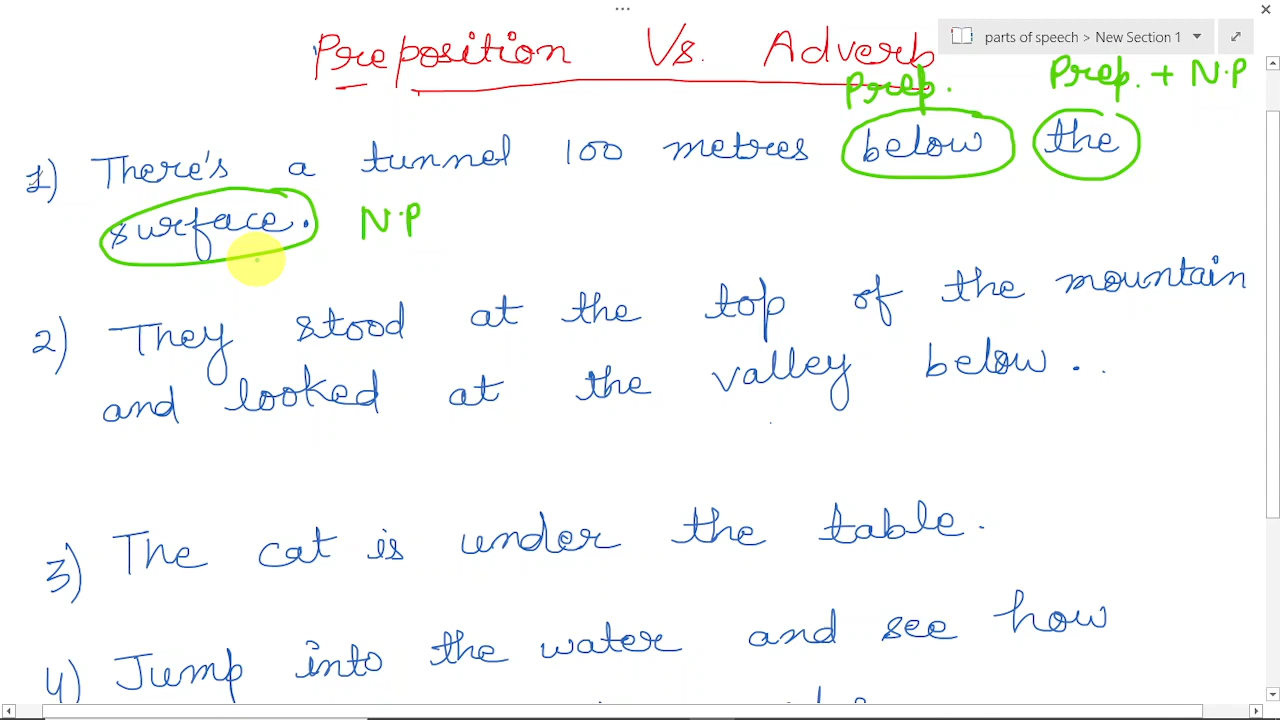 parts of speech > New Section 1
Preposition Vs. Adverb
Prep. Prep. + N.P
1) There's a tunnel 100 metres below the
surface. N.P
2) They stood at the top of the mountain
and looked at the valley below..
3) The cat is under the table.
4) Jump into the water and see how